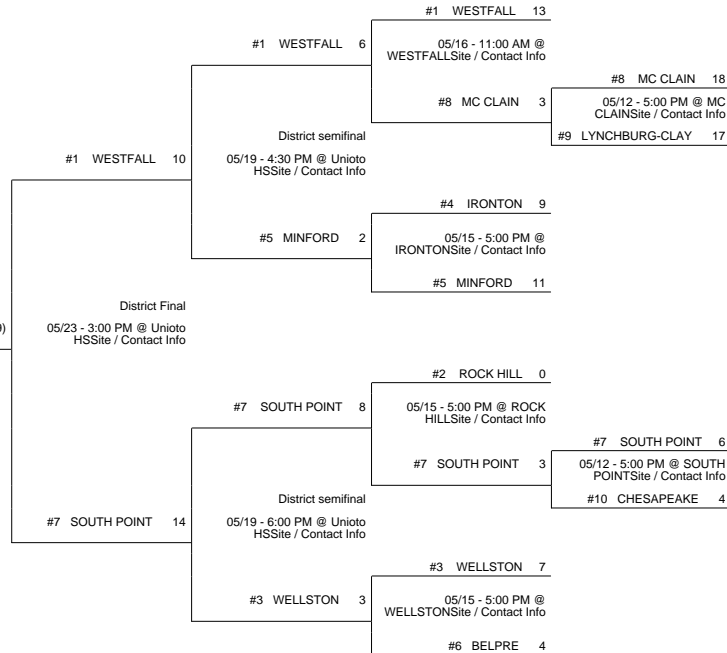 #1 WESTFALL 13
#1 WESTFALL 6
05/16 - 11:00 AM @
WESTFALLSite / Contact Info
#8 MC CLAIN 18
#8 MC CLAIN 3
05/12 - 5:00 PM @ MC
CLAINSite / Contact Info
District semifinal
#9 LYNCHBURG-CLAY 17
#1 WESTFALL 10
05/19 - 4:30 PM @ Unioto
HSSite / Contact Info
#4 IRONTON 9
#5 MINFORD 2
05/15 - 5:00 PM @
IRONTONSite / Contact Info
#5 MINFORD 11
District Final
9)
05/23 - 3:00 PM @ Unioto
HSSite / Contact Info
#2 ROCK HILL 0
#7 SOUTH POINT 8
05/15 - 5:00 PM @ ROCK
HILLSite / Contact Info
#7 SOUTH POINT 6
#7 SOUTH POINT 3
05/12 - 5:00 PM @ SOUTH
POINTSite / Contact Info
District semifinal
#10 CHESAPEAKE 4
#7 SOUTH POINT 14
05/19 - 6:00 PM @ Unioto
HSSite / Contact Info
#3 WELLSTON 7
#3 WELLSTON 3
05/15 - 5:00 PM @
WELLSTONSite / Contact Info
#6 BELPRE 4